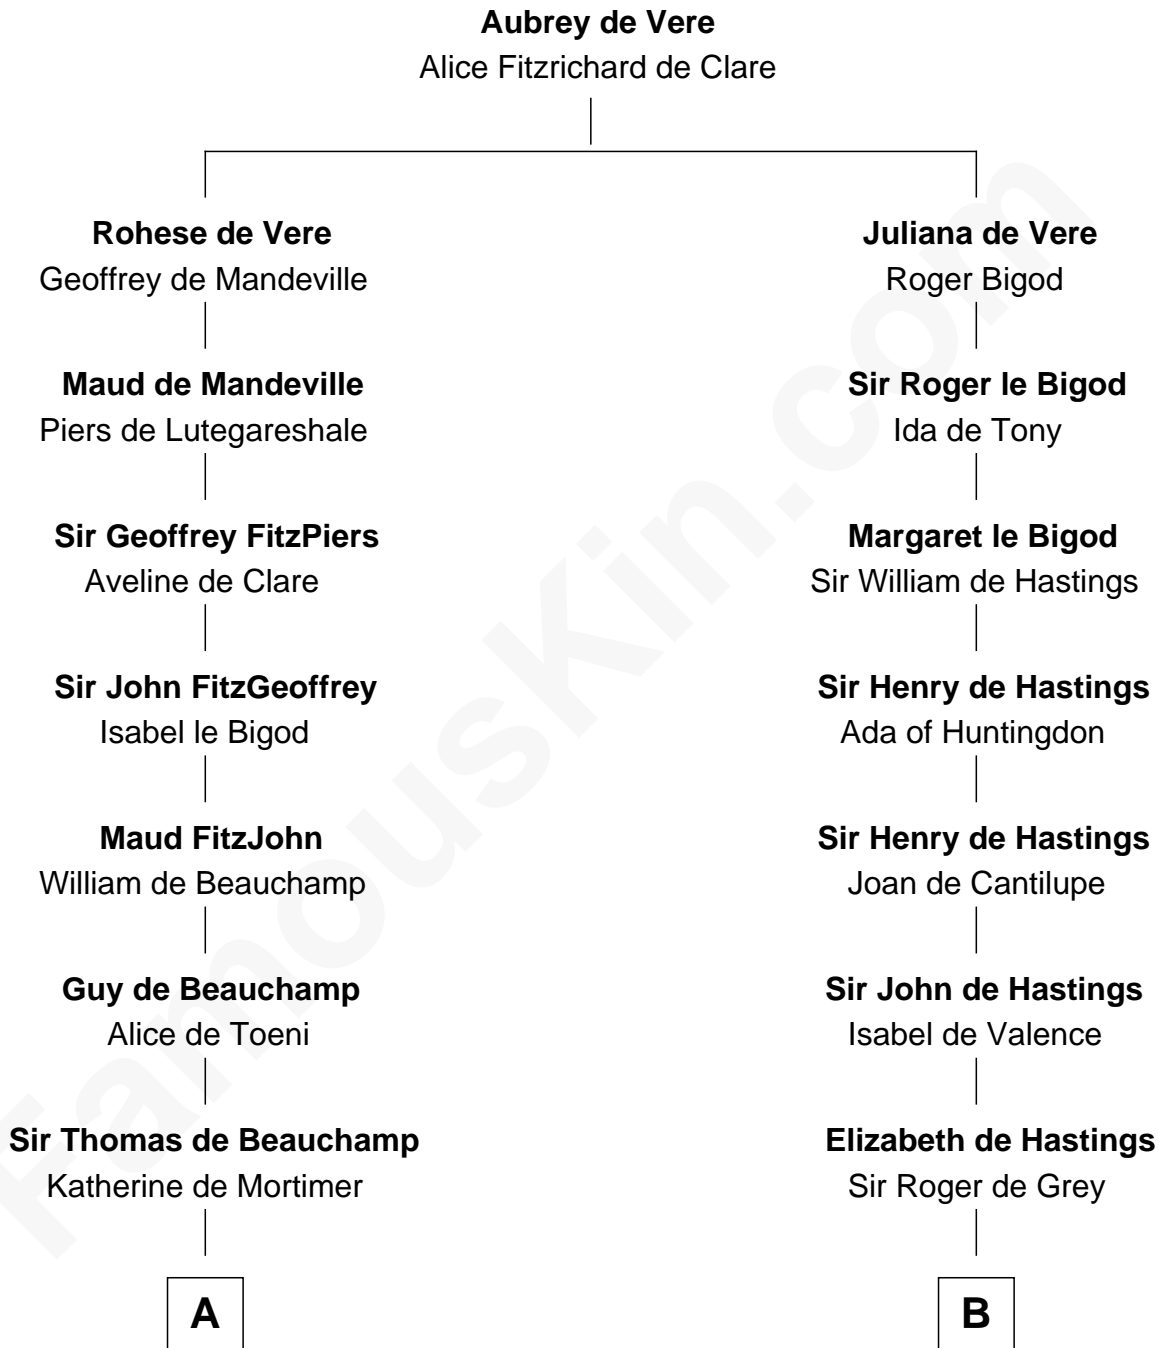 Aubrey de Vere
Alice Fitzrichard de Clare
Rohese de Vere
Geoffrey de Mandeville
Juliana de Vere
Roger Bigod
Maud de Mandeville
Piers de Lutegareshale
Sir Roger le Bigod
Ida de Tony
Sir Geoffrey FitzPiers
Aveline de Clare
Margaret le Bigod
Sir William de Hastings
Sir John FitzGeoffrey
Isabel le Bigod
Sir Henry de Hastings
Ada of Huntingdon
Maud FitzJohn
William de Beauchamp
Sir Henry de Hastings
Joan de Cantilupe
Guy de Beauchamp
Alice de Toeni
Sir John de Hastings
Isabel de Valence
Sir Thomas de Beauchamp
Katherine de Mortimer
Elizabeth de Hastings
Sir Roger de Grey
A
B
FamousKin.com